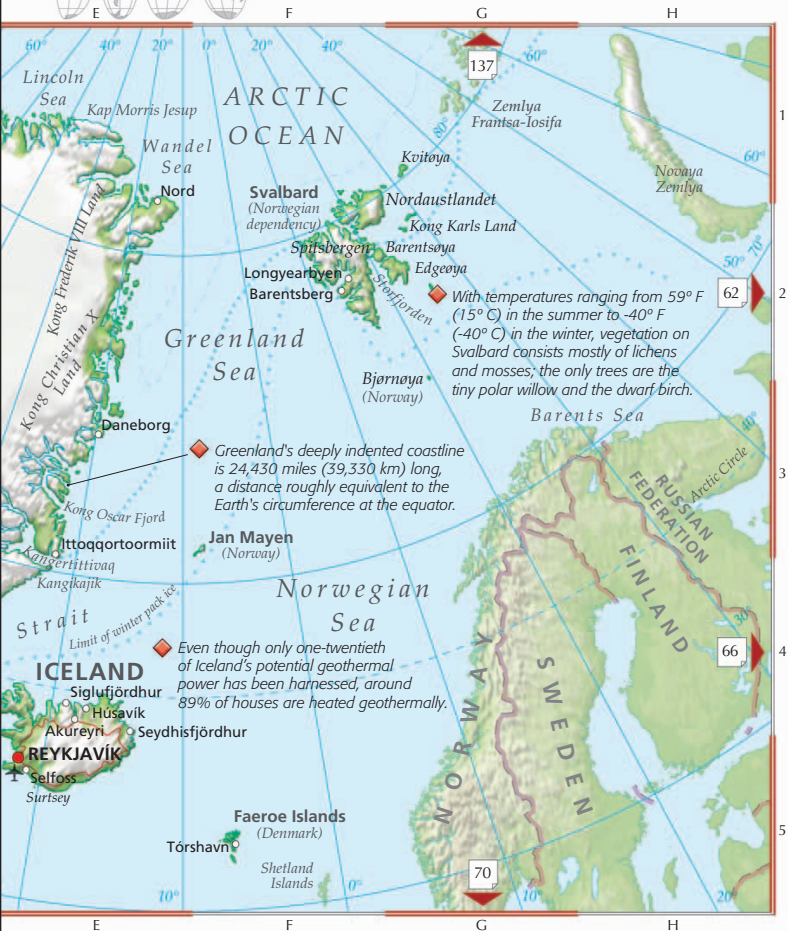 E F G H
60° 40° 20° 0° 20° 40° 60°
137
Lincoln
Sea
Kap Morris Jesup
ARCTIC
OCEAN
Zemlya
Frantsa-Iosifa
80°
1
Wandel
Sea
Kvitøya
60°
Novaya
Zemlya
Nord
Svalbard
(Norwegian
dependency)
Nordaustlandet
Kong Karls Land
Kong Frederik VIII Land
Spitsbergen
Barentsøya
Edgeøya
70°
50°
Longyearbyen
Barentsberg
Storfjorden
62
2
With temperatures ranging from 59° F
(15° C) in the summer to -40° F
(-40° C) in the winter, vegetation on
Svalbard consists mostly of lichens
and mosses; the only trees are the
tiny polar willow and the dwarf birch.
Greenland
Sea
Kong Christian X
Land
Bjørnøya
(Norway)
Barents Sea
40°
Daneborg
Greenland's deeply indented coastline
is 24,430 miles (39,330 km) long,
a distance roughly equivalent to the
Earth's circumference at the equator.
3
Arctic Circle
RUSSIAN
FEDERATION
Kong Oscar Fjord
Jan Mayen
(Norway)
Ittoqqortoormiit
Kangertittivaq
Kangikajik
FINLAND
Norwegian
Sea
Strait
Limit of winter pack ice
30°
66
4
Even though only one-twentieth
of Iceland's potential geothermal
power has been harnessed, around
89% of houses are heated geothermally.
ICELAND
Siglufjördhur
Húsavík
Akureyri
Seydhisfjördhur
REYKJAVÍK
Selfoss
Surtsey
NORWAY
SWEDEN
Faeroe Islands
(Denmark)
Tórshavn
5
Shetland
Islands
70
10° 0° 10° 20°
E F G H